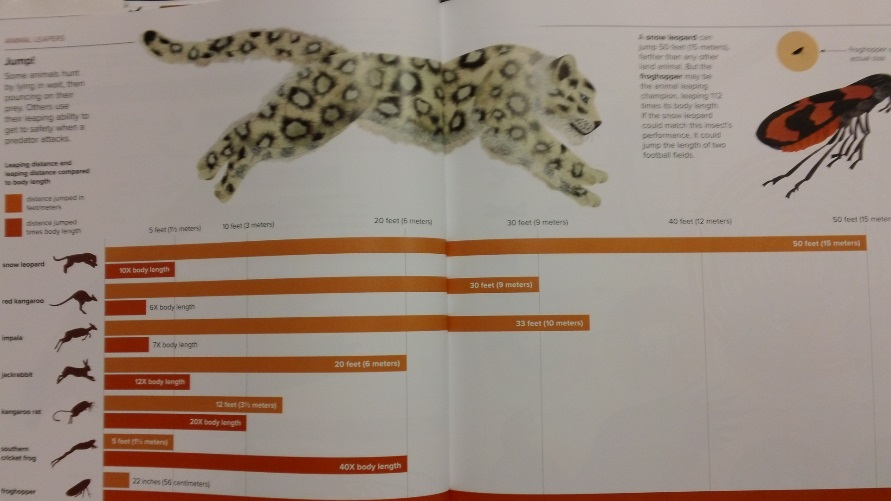 ANIMAL LEAPERS
Jump!
Some animals hunt
by lying in wait, then
pouncing on their
prey. Others use
their leaping ability to
get to safety when a
predator attacks.
Leaping distance and
leaping distance compared
to body length
distance jumped in
feet/meters
distance jumped
times body length
A snow leopard can
jump 50 feet (15 meters),
farther than any other
land animal. But the
froghopper may be
the animal leaping
champion, leaping 112
times its body length.
If the snow leopard
could match this insect's
performance, it could
jump the length of two
football fields.
froghopper
actual size
5 feet (1½ meters)
10 feet (3 meters)
20 feet (6 meters)
30 feet (9 meters)
40 feet (12 meters)
50 feet (15 meter
snow leopard
50 feet (15 meters)
10X body length
red kangaroo
30 feet (9 meters)
6X body length
impala
33 feet (10 meters)
7X body length
jackrabbit
20 feet (6 meters)
12X body length
kangaroo rat
12 feet (3½ meters)
20X body length
southern
cricket frog
5 feet (1½ meters)
40X body length
froghopper
22 inches (56 centimeters)